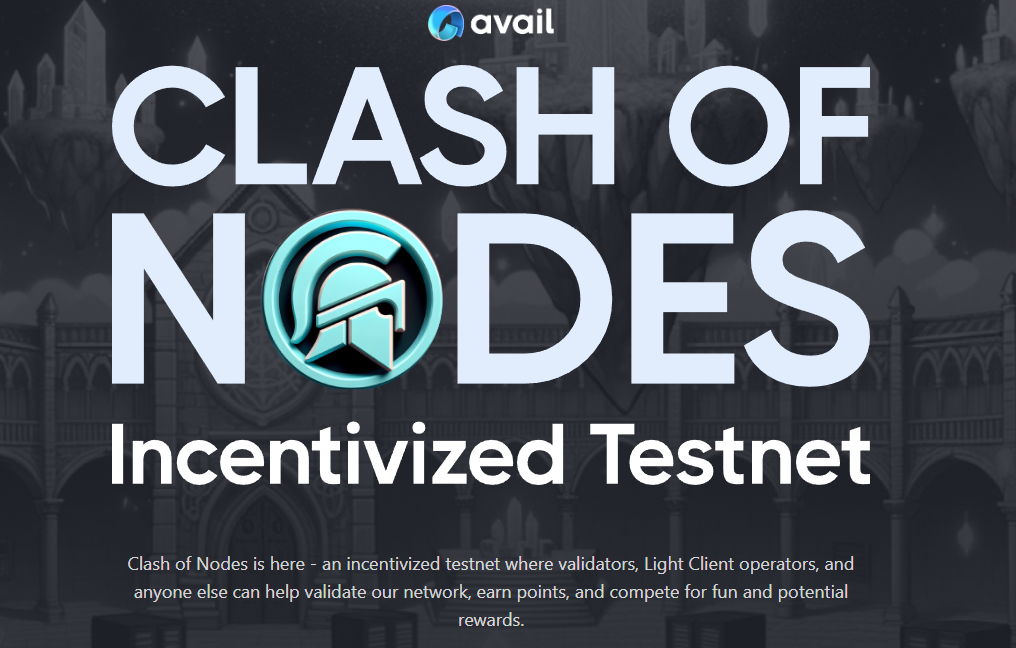 avail
CLASH OF
NODES
Incentivized Testnet
Clash of Nodes is here - an incentivized testnet where validators, Light Client operators, and
anyone else can help validate our network, earn points, and compete for fun and potential
rewards.